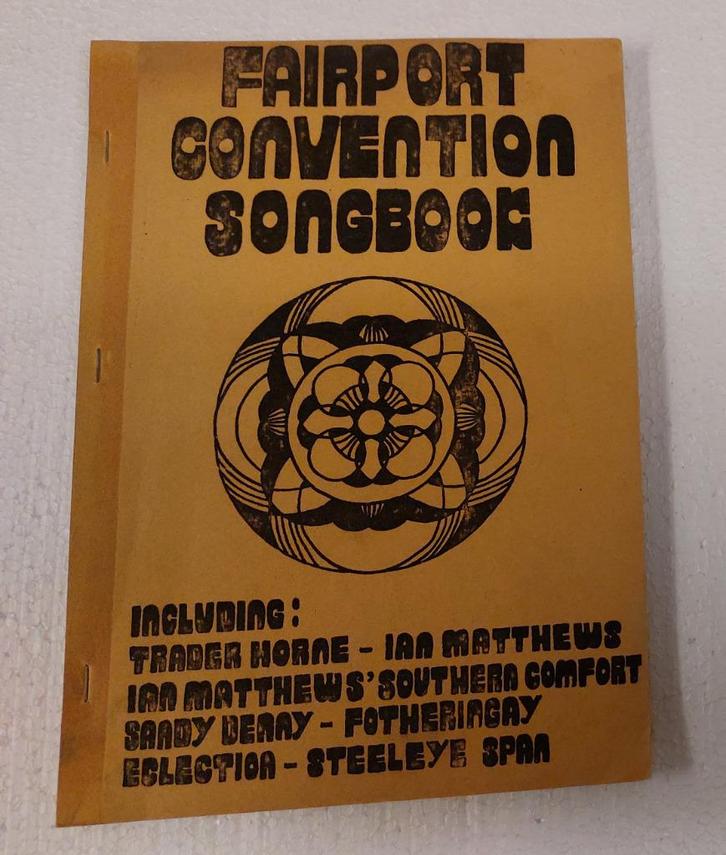 FAIRPORT
CONVENTION
SONGBOOK
INCLUDING:
TRADER HORNE - IAN MATTHEWS
IAN MATTHEWS' SOUTHERN COMFORT
SANDY DENNY - FOTHERINGAY
ECLECTION - STEELEYE SPAN